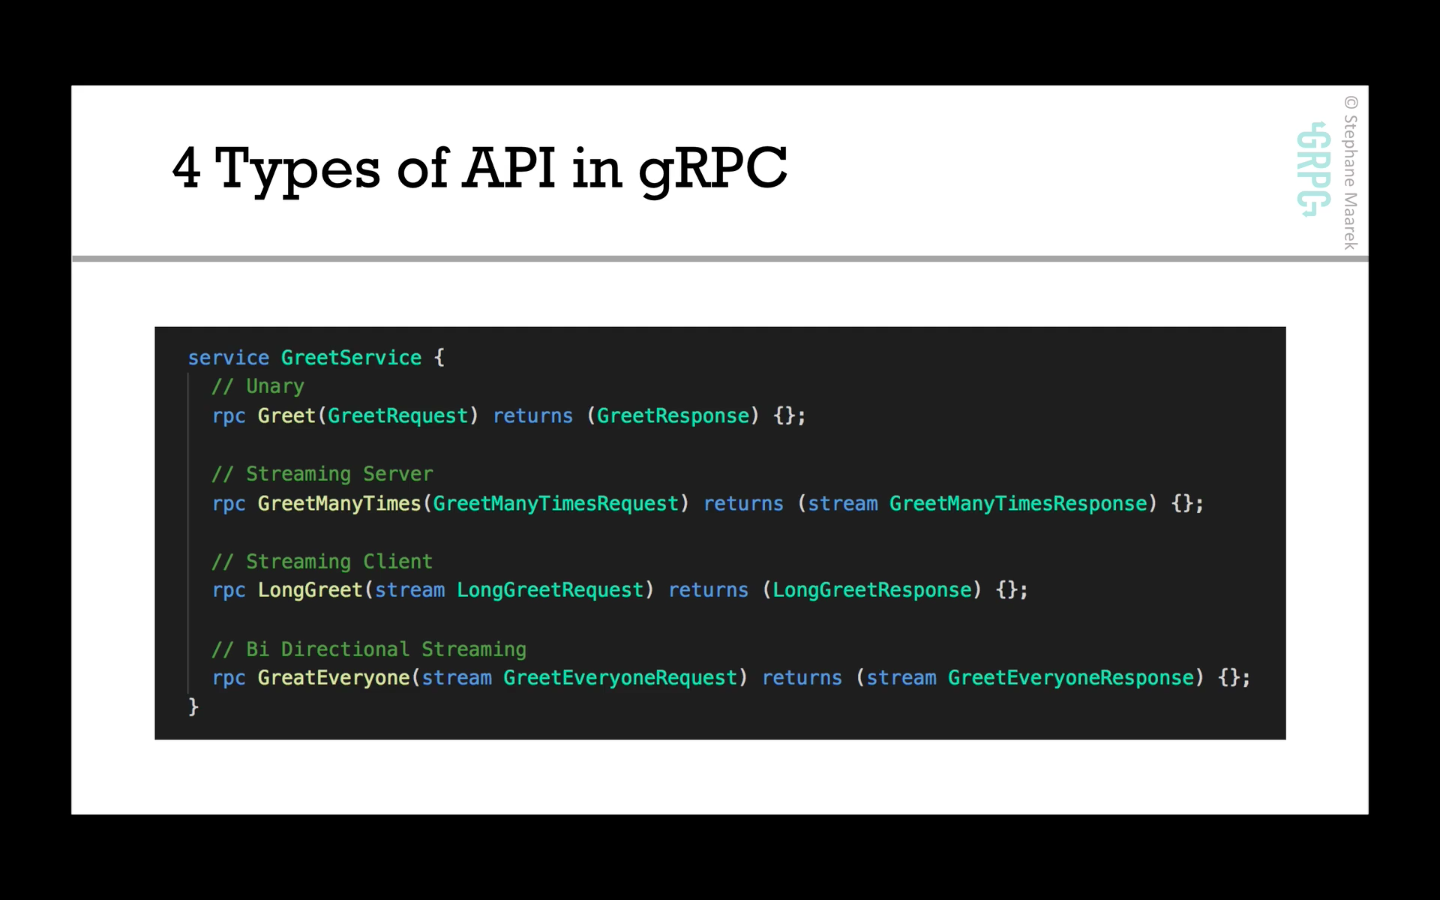 4 Types of API in gRPC
© Stephane Maarek
GRPC
service GreetService {
// Unary
rpc Greet(GreetRequest) returns (GreetResponse) {};
// Streaming Server
rpc GreetManyTimes(GreetManyTimesRequest) returns (stream GreetManyTimesResponse) {};
// Streaming Client
rpc LongGreet(stream LongGreetRequest) returns (LongGreetResponse) {};
// Bi Directional Streaming
rpc GreatEveryone(stream GreetEveryoneRequest) returns (stream GreetEveryoneResponse) {};
}